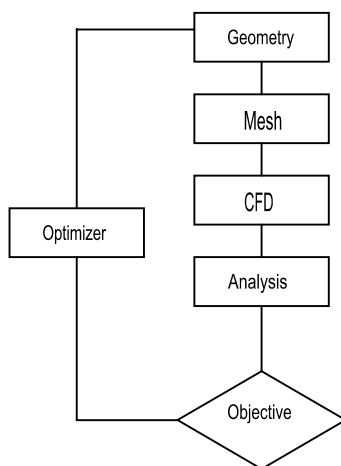 Geometry
Mesh
CFD
Optimizer
Analysis
Objective